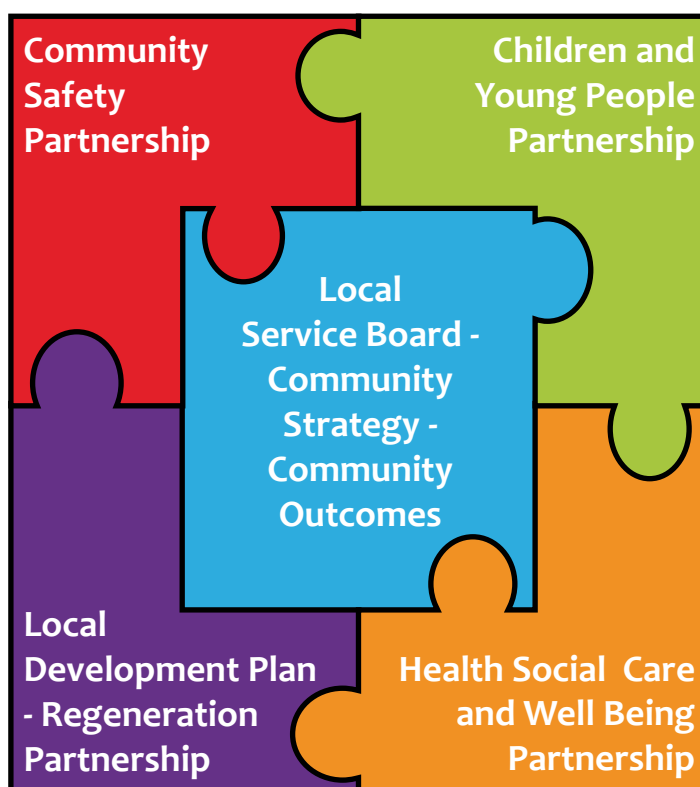 Community
Safety
Partnership
Children and
Young People
Partnership
Local
Service Board -
Community
Strategy -
Community
Outcomes
Local
Development Plan
- Regeneration
Partnership
Health Social  Care
and Well Being
Partnership